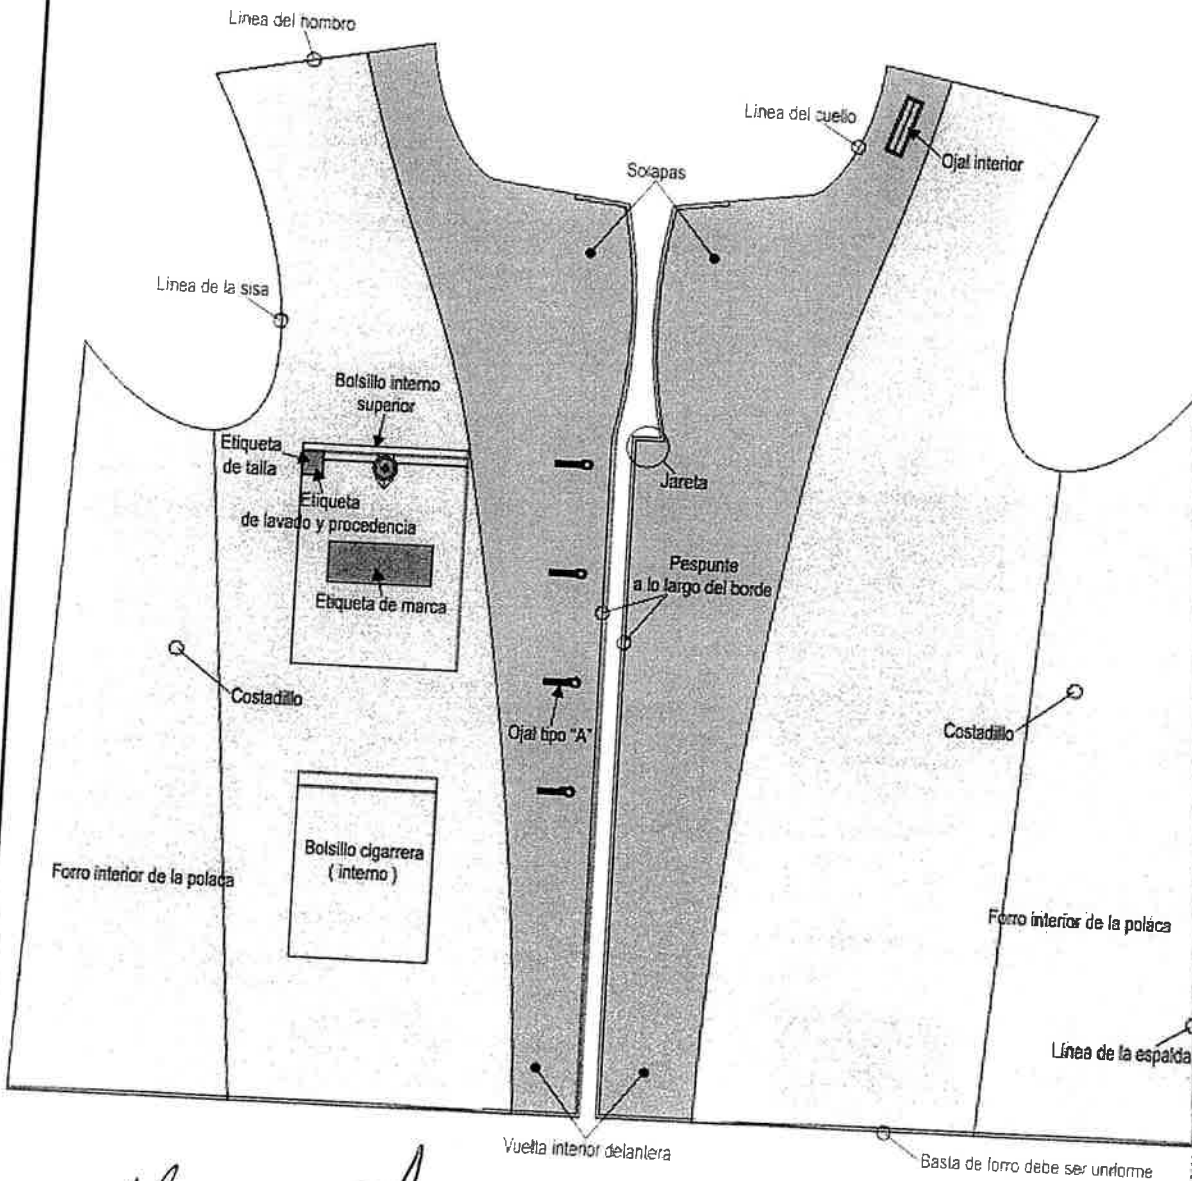 Línea del hombro
Línea del cuello
Ojal interior
Solapas
Línea de la sisa
Bolsillo interno
superior
Etiqueta
de talla
Etiqueta
de lavado y procedencia
Jareta
Pespunte
a lo largo del borde
Etiqueta de marca
Costadillo
Ojal tipo "A"
Costadillo
Bolsillo cigarrera
( interno )
Forro interior de la polaca
Forro interior de la polaca
Línea de la espalda
Vuelta interior delantera
Basta de forro debe ser uniforme